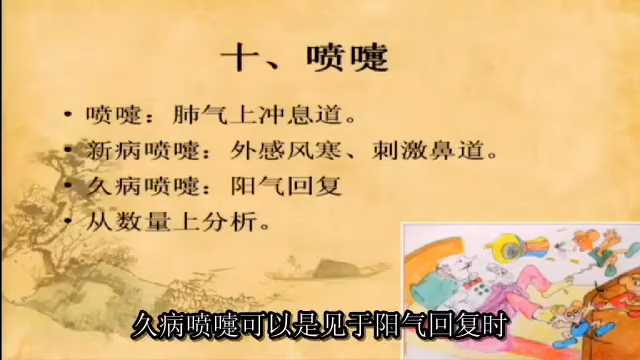 十、喷嚏
• 喷嚏：肺气上冲息道。
• 新病喷嚏：外感风寒、刺激鼻道。
• 久病喷嚏：阳气回复
• 从数量上分析。
久病喷嚏可以是见于阳气回复时